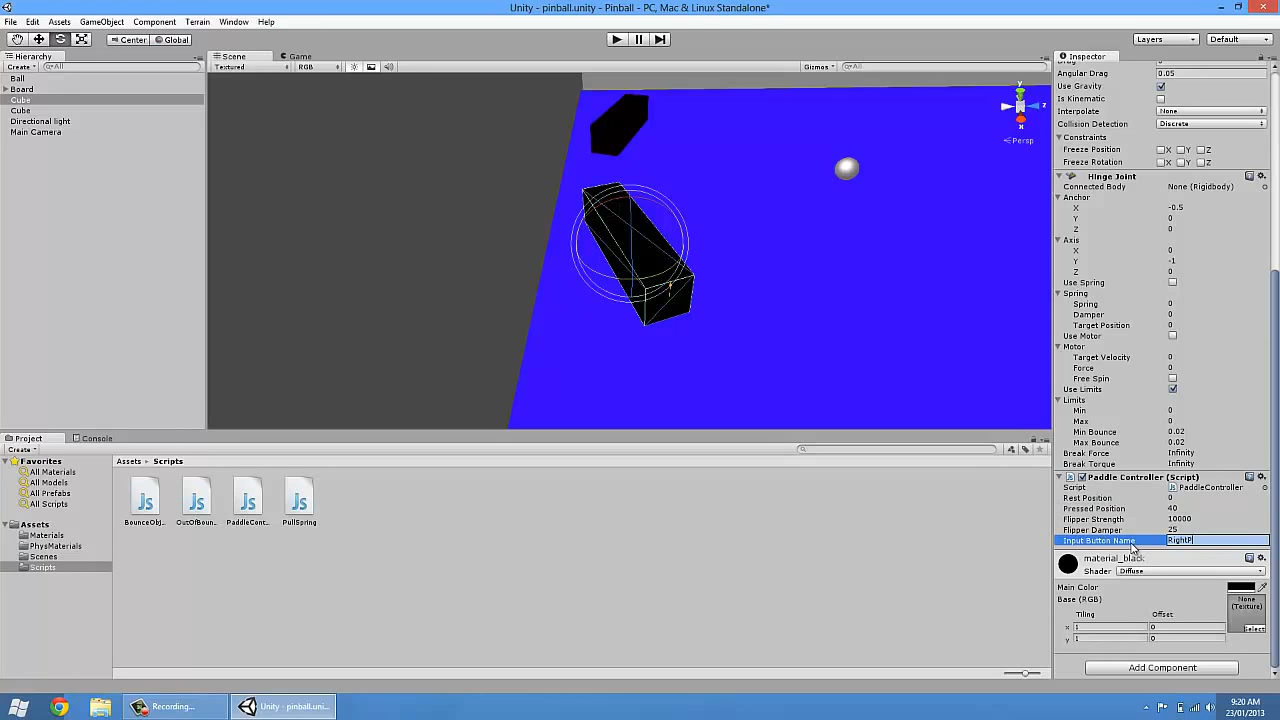 Unity - pinball.unity - Pinball - PC, Mac & Linux Standalone*
File Edit Assets GameObject Component Terrain Window Help
Center Global Layers Default
Hierarchy Scene Game Inspector
Create All Textured RGB Gizmos All
Ball
Board
Cube
Cube
Directional light
Main Camera
y
z
x
Persp
Angular Drag 0.05
Use Gravity
Is Kinematic
Interpolate None
Collision Detection Discrete
Constraints
Freeze Position X Y Z
Freeze Rotation X Y Z
Hinge Joint
Connected Body None (Rigidbody)
Anchor
X -0.5
Y 0
Z 0
Axis
X 0
Y -1
Z 0
Use Spring
Spring
Spring 0
Damper 0
Target Position 0
Use Motor
Motor
Target Velocity 0
Force 0
Free Spin
Use Limits
Limits
Min 0
Max 0
Min Bounce 0.02
Max Bounce 0.02
Break Force Infinity
Break Torque Infinity
Paddle Controller (Script)
Script PaddleController
Rest Position 0
Pressed Position 40
Flipper Strength 10000
Flipper Damper 25
Input Button Name RightP
material_black
Shader Diffuse
Main Color
Base (RGB)
None
(Texture)
Select
Tiling Offset
x 1 0
y 1 0
Add Component
Project Console
Create
Favorites
All Materials
All Models
All Prefabs
All Scripts
Assets
Materials
PhysMaterials
Scenes
Scripts
Assets Scripts
js js js js
BounceObj... OutOfBoun... PaddleCont... PullSpring
Recording... Unity - pinball.uni...
9:20 AM
23/01/2013